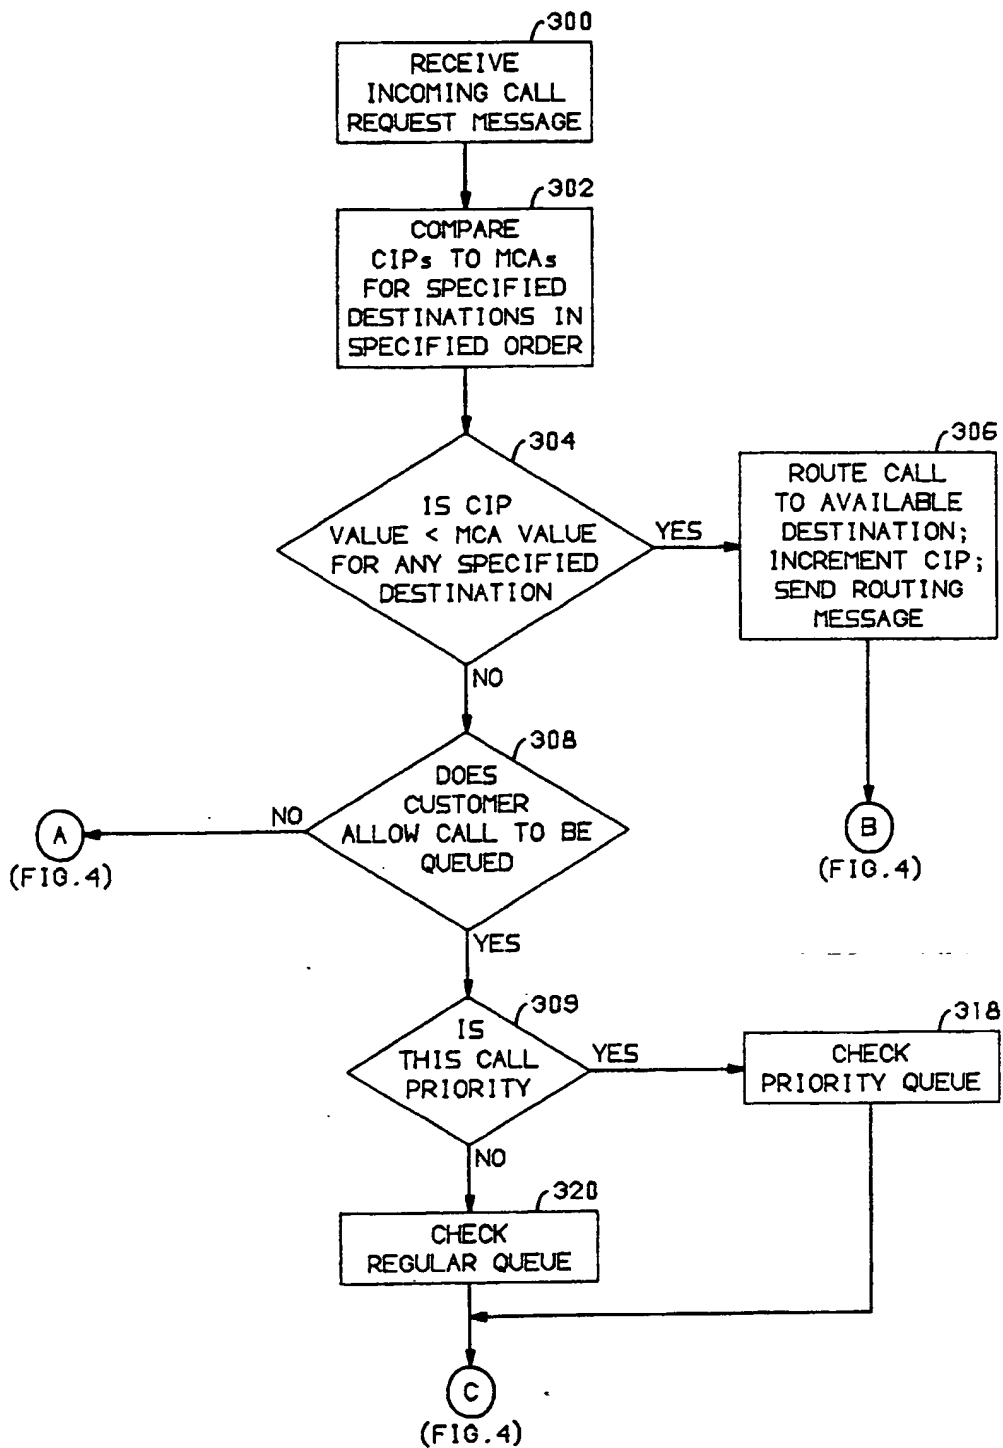 300
RECEIVE
INCOMING CALL
REQUEST MESSAGE
302
COMPARE
CIPs TO MCAs
FOR SPECIFIED
DESTINATIONS IN
SPECIFIED ORDER
304
IS CIP
VALUE < MCA VALUE
FOR ANY SPECIFIED
DESTINATION
YES
306
ROUTE CALL
TO AVAILABLE
DESTINATION;
INCREMENT CIP;
SEND ROUTING
MESSAGE
B
(FIG.4)
NO
308
DOES
CUSTOMER
ALLOW CALL TO BE
QUEUED
NO
A
(FIG.4)
YES
309
IS
THIS CALL
PRIORITY
YES
318
CHECK
PRIORITY QUEUE
NO
320
CHECK
REGULAR QUEUE
C
(FIG.4)